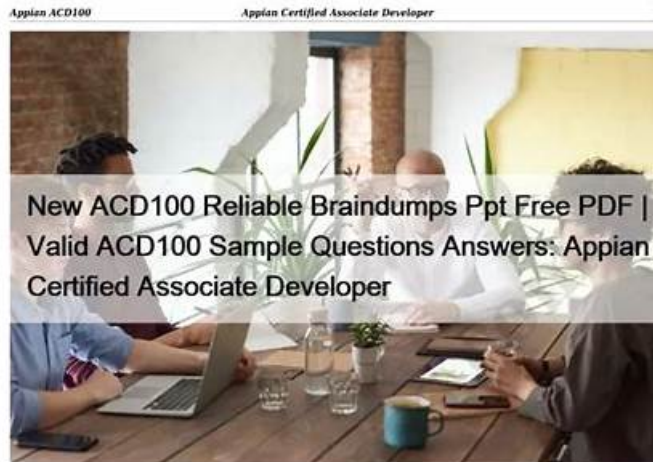 Appian ACD100 Appian Certified Associate Developer
New ACD100 Reliable Braindumps Ppt Free PDF |
Valid ACD100 Sample Questions Answers: Appian
Certified Associate Developer